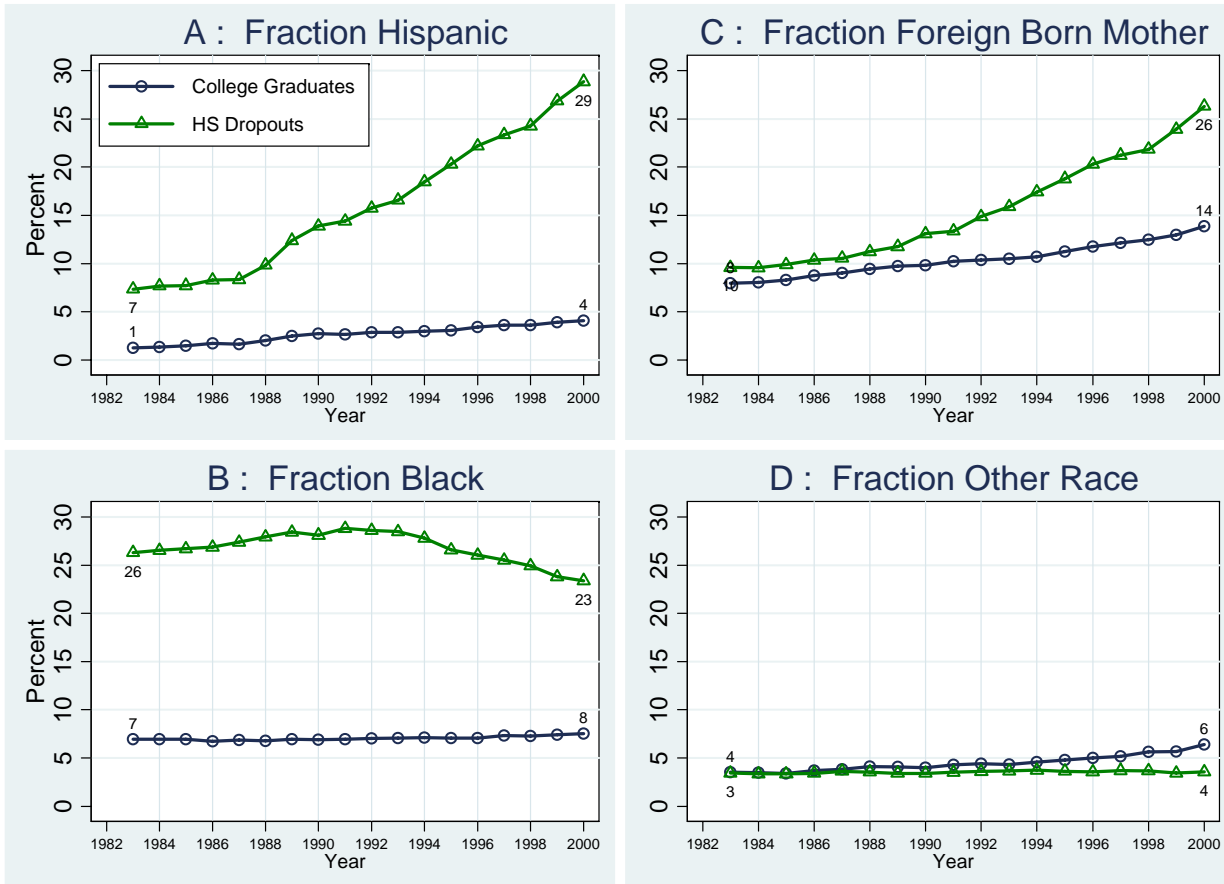 A : Fraction Hispanic
College Graduates
HS Dropouts
Percent
30
25
20
15
10
5
0
29
7
1
4
1982 1984 1986 1988 1990 1992 1994 1996 1998 2000
Year
C : Fraction Foreign Born Mother
30
25
20
15
10
5
0
26
14
8
10
1982 1984 1986 1988 1990 1992 1994 1996 1998 2000
Year
B : Fraction Black
Percent
30
25
20
15
10
5
0
26
23
7
8
1982 1984 1986 1988 1990 1992 1994 1996 1998 2000
Year
D : Fraction Other Race
30
25
20
15
10
5
0
4
6
3
4
1982 1984 1986 1988 1990 1992 1994 1996 1998 2000
Year